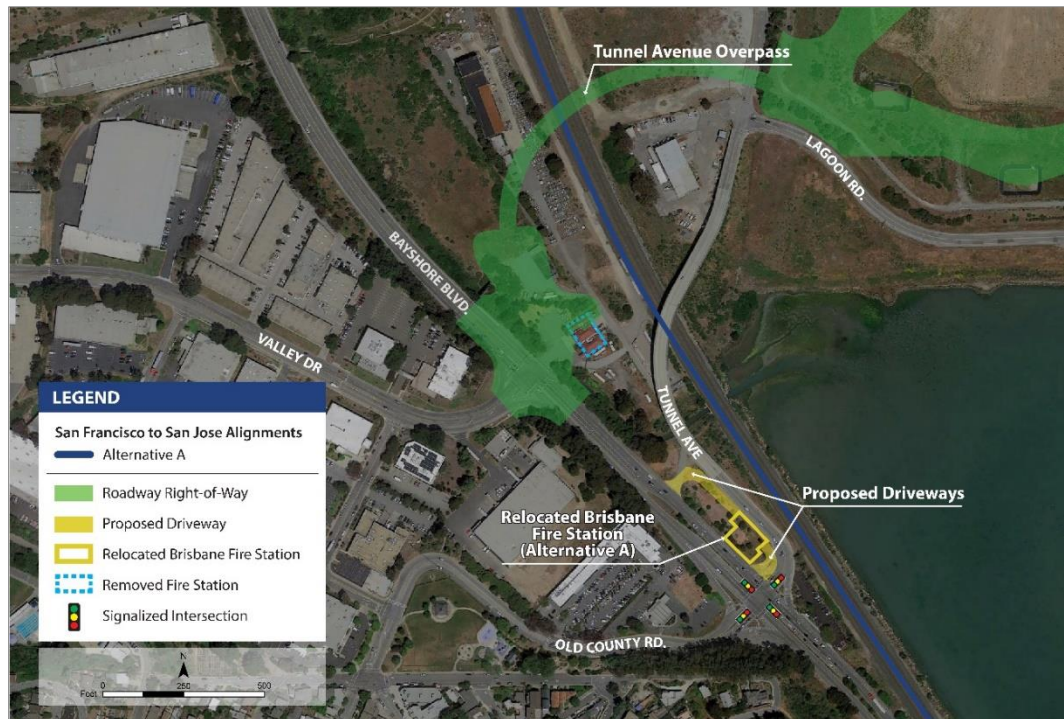 Tunnel Avenue Overpass
LAGOON RD.
BAYSHORE BLVD.
VALLEY DR
TUNNEL AVE
Proposed Driveways
Relocated Brisbane
Fire Station
(Alternative A)
OLD COUNTY RD.
LEGEND
San Francisco to San Jose Alignments
Alternative A
Roadway Right-of-Way
Proposed Driveway
Relocated Brisbane Fire Station
Removed Fire Station
Signalized Intersection
N
Feet
0 250 500